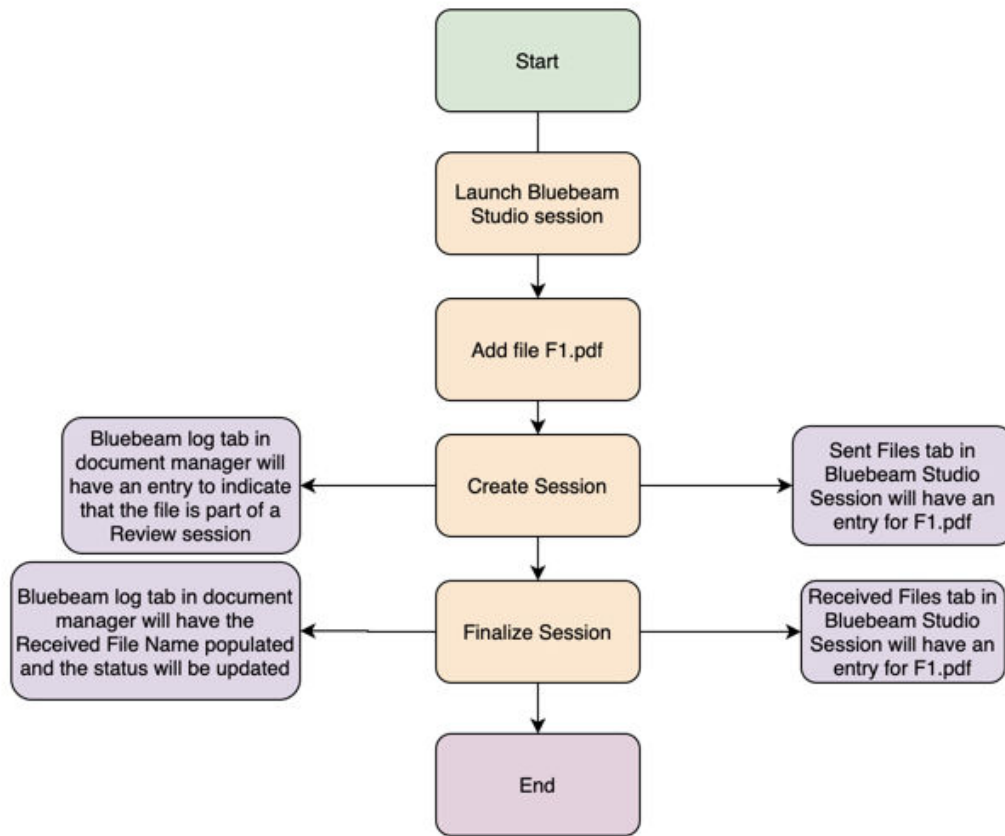 Start
Launch Bluebeam
Studio session
Add file F1.pdf
Bluebeam log tab in
document manager will
have an entry to indicate
that the file is part of a
Review session
Create Session
Sent Files tab in
Bluebeam Studio
Session will have an
entry for F1.pdf
Bluebeam log tab in document
manager will have the
Received File Name populated
and the status will be updated
Finalize Session
Received Files tab in
Bluebeam Studio
Session will have an
entry for F1.pdf
End